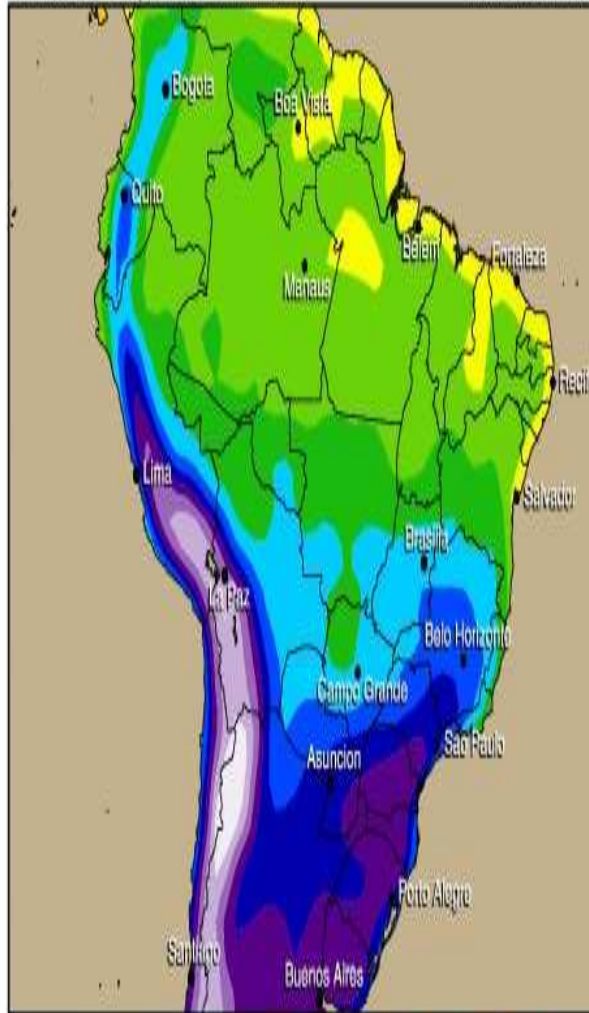 Bogota
Boa Vista
Quito
Belem
Fortaleza
Manaus
Recif
Lima
Salvador
Brasilia
La Paz
Belo Horizonte
Campo Grande
Sao Paulo
Asuncion
Porto Alegre
Santiago
Buenos Aires